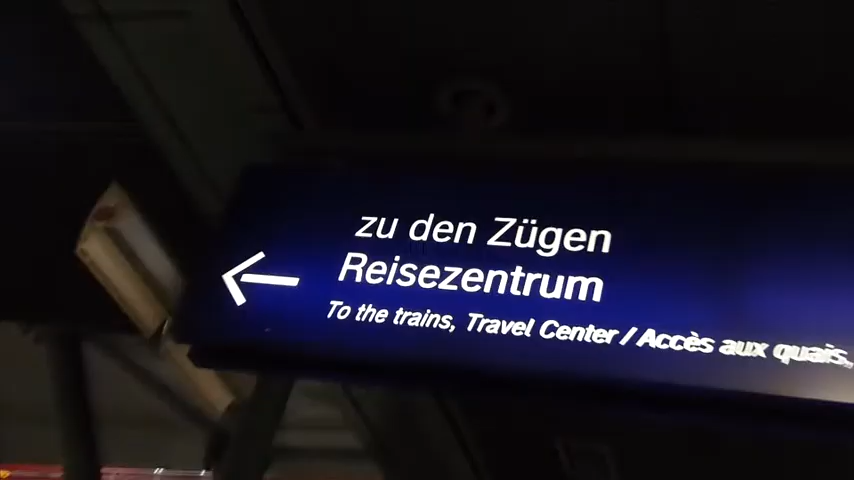 zu den Zügen
Reisezentrum
To the trains, Travel Center / Accès aux quais,